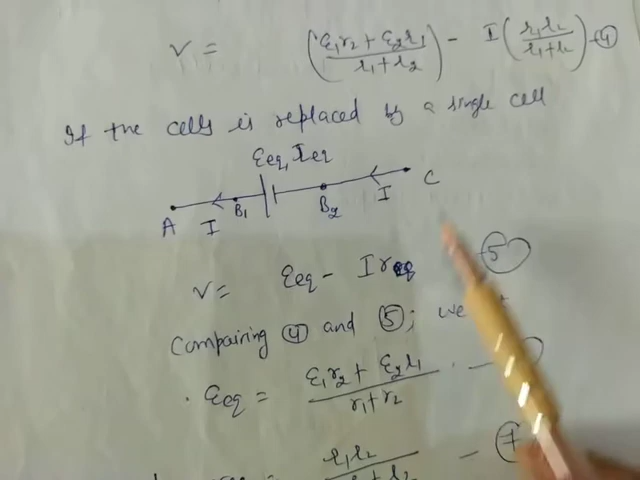 V = (ε₁r₂ + ε₂r₁ / r₁+r₂) - I (r₁r₂ / r₁+r₂) - ④
If the cells is replaced by a single cell
Eeq, Ieq
A I B₁ B₂ I C
V = εeq - Ireq ⑤
Comparing ④ and ⑤; we
εeq = ε₁r₂ + ε₂r₁ / r₁+r₂ -
= r₁r₂ / r₁+r₂ - ⑦